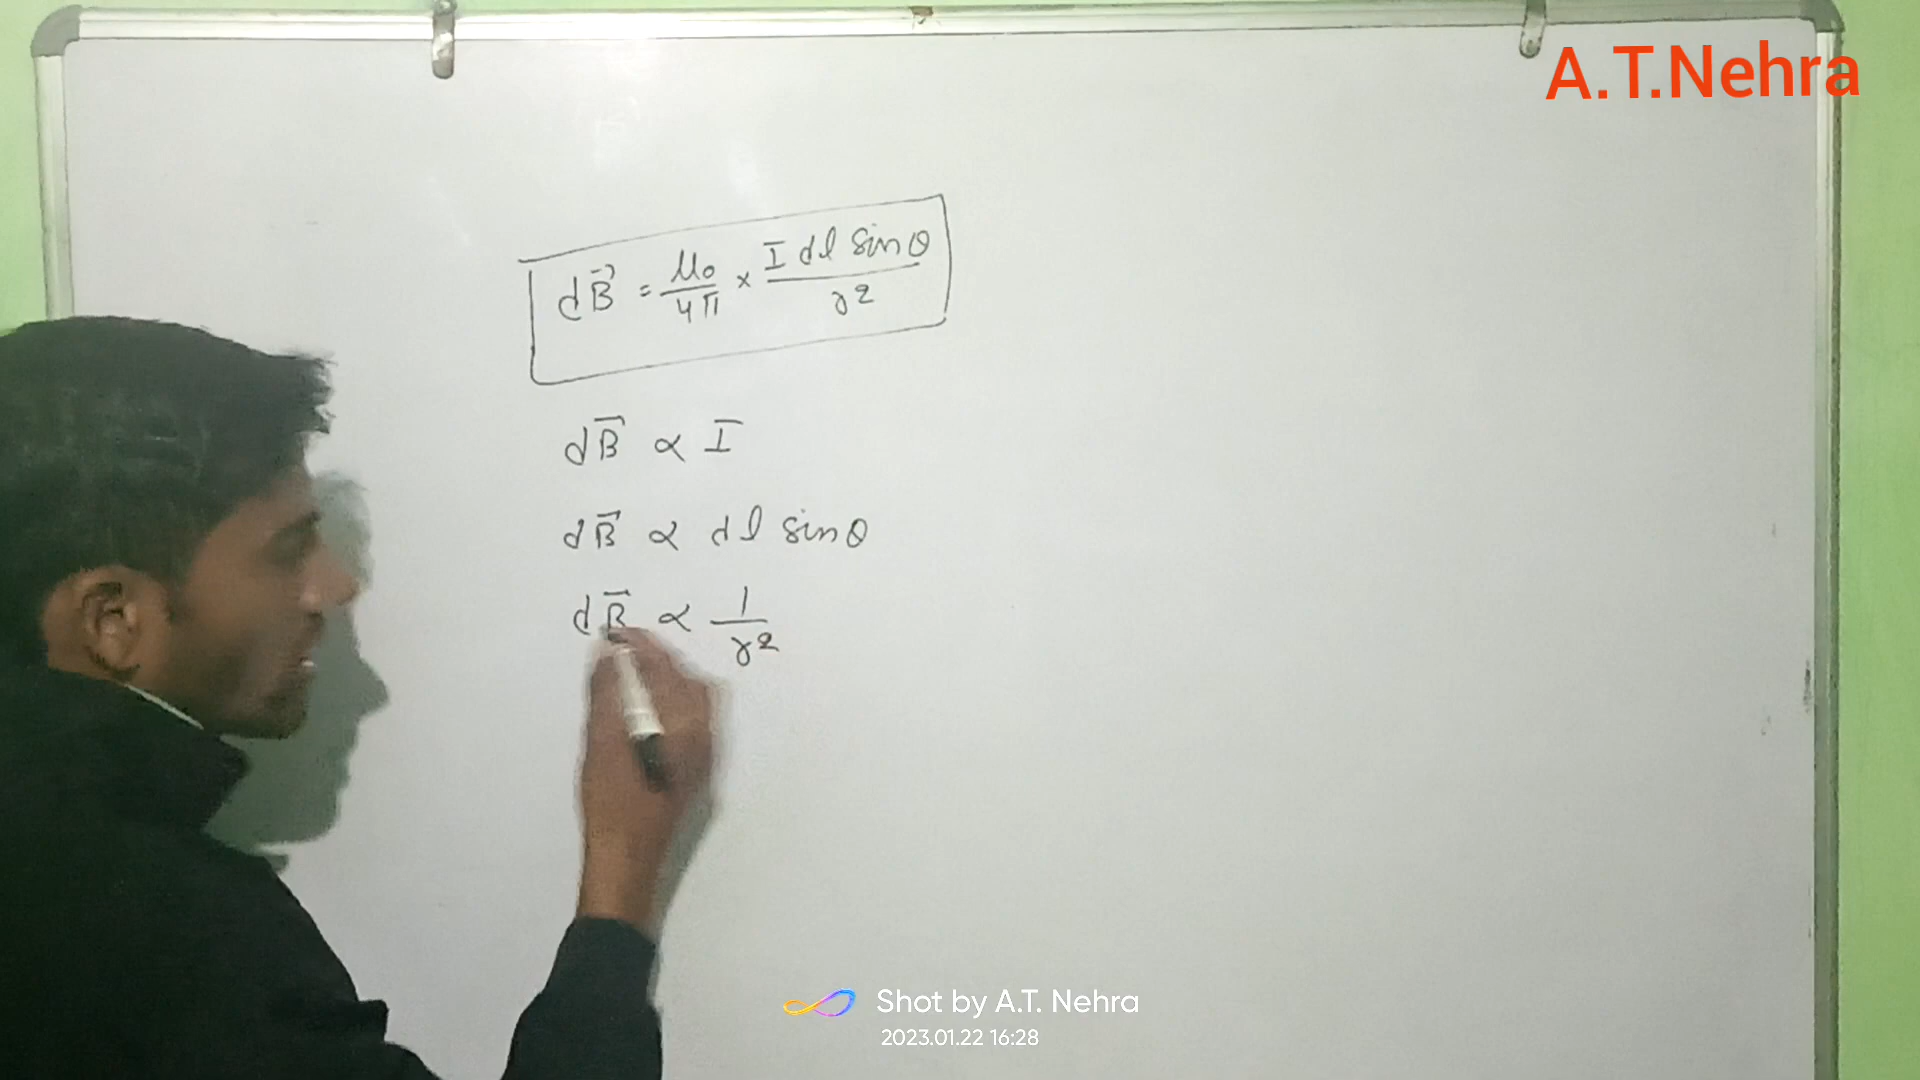 A.T.Nehra
dB⃗ = μ₀/4π × I dl sinθ/r²
dB⃗ ∝ I
dB⃗ ∝ dl sinθ
dB⃗ ∝ 1/r²
Shot by A.T. Nehra
2023.01.22 16:28